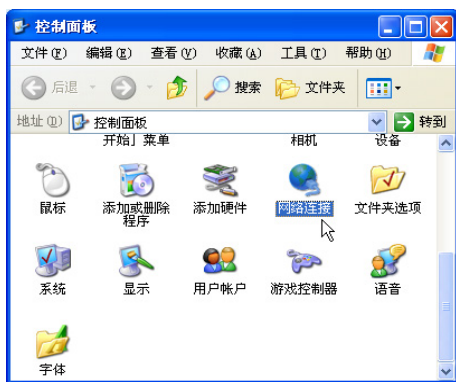 控制面板
文件(F) 编辑(E) 查看(V) 收藏(A) 工具(T) 帮助(H)
后退 搜索 文件夹
地址(D) 控制面板 转到
开始」菜单 相机 设备
鼠标 添加或删除程序 添加硬件 网络连接 文件夹选项
系统 显示 用户帐户 游戏控制器 语音
字体